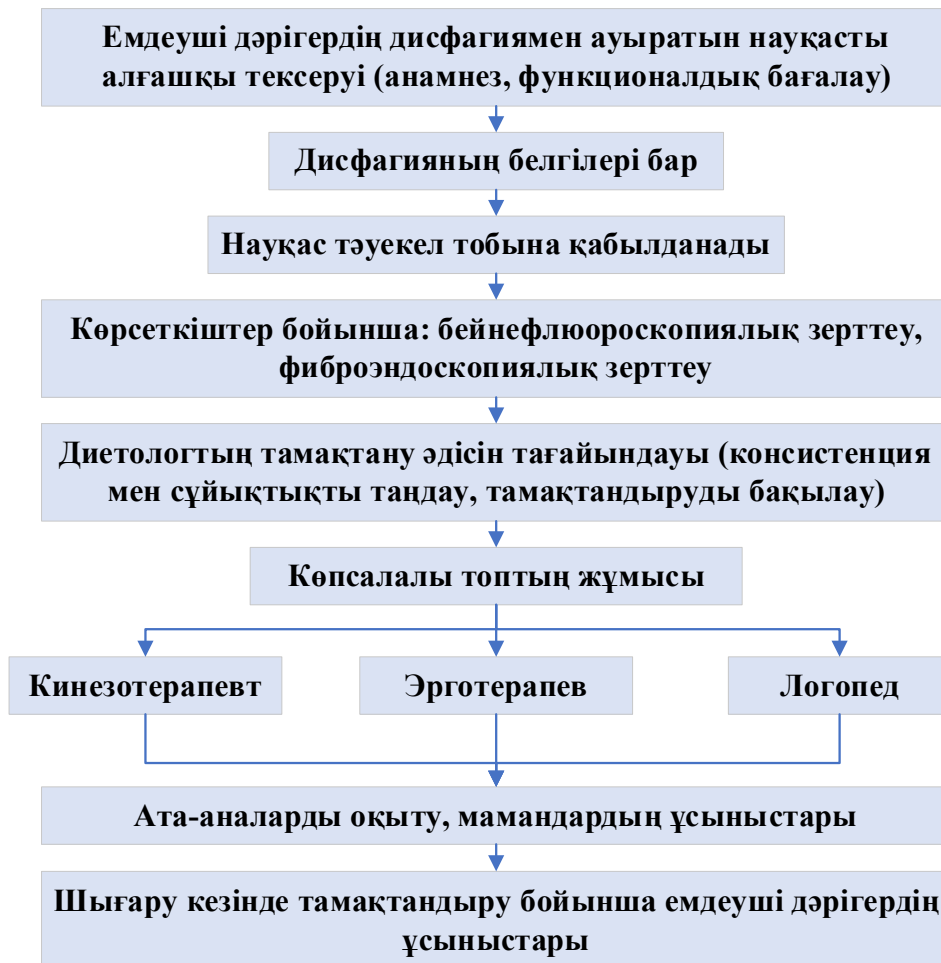 Емдеуші дәрігердің дисфагиямен ауыратын науқасты
алғашқы тексеруі (анамнез, функционалдық бағалау)
Дисфагияның белгілері бар
Науқас тәуекел тобына қабылданады
Көрсеткіштер бойынша: бейнефлюороскопиялық зерттеу,
фиброэндоскопиялық зерттеу
Диетологтың тамақтану әдісін тағайындауы (консистенция
мен сұйықтықты таңдау, тамақтандыруды бақылау)
Көпсалалы топтың жұмысы
Кинезотерапевт
Эрготерапев
Логопед
Ата-аналарды оқыту, мамандардың ұсыныстары
Шығару кезінде тамақтандыру бойынша емдеуші дәрігердің
ұсыныстары